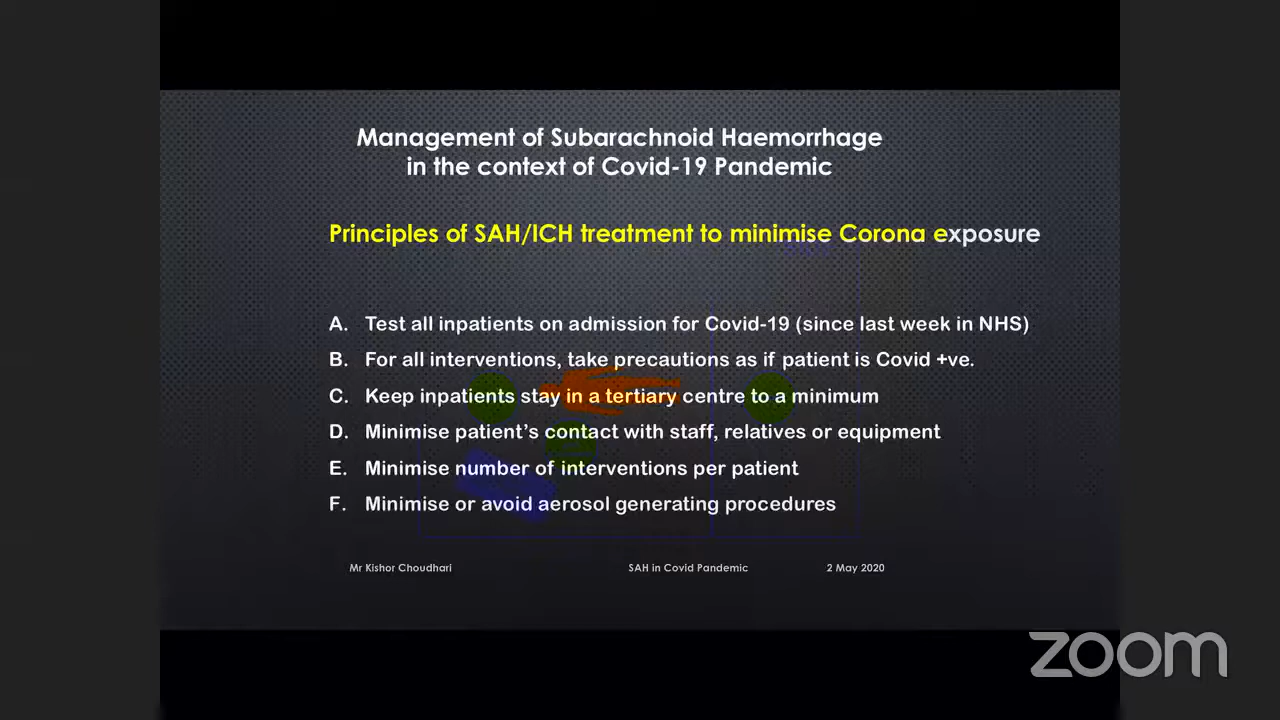 Management of Subarachnoid Haemorrhage
in the context of Covid-19 Pandemic
Principles of SAH/ICH treatment to minimise Corona exposure
A. Test all inpatients on admission for Covid-19 (since last week in NHS)
B. For all interventions, take precautions as if patient is Covid +ve.
C. Keep inpatients stay in a tertiary centre to a minimum
D. Minimise patient's contact with staff, relatives or equipment
E. Minimise number of interventions per patient
F. Minimise or avoid aerosol generating procedures
Mr Kishor Choudhari SAH in Covid Pandemic 2 May 2020
zoom